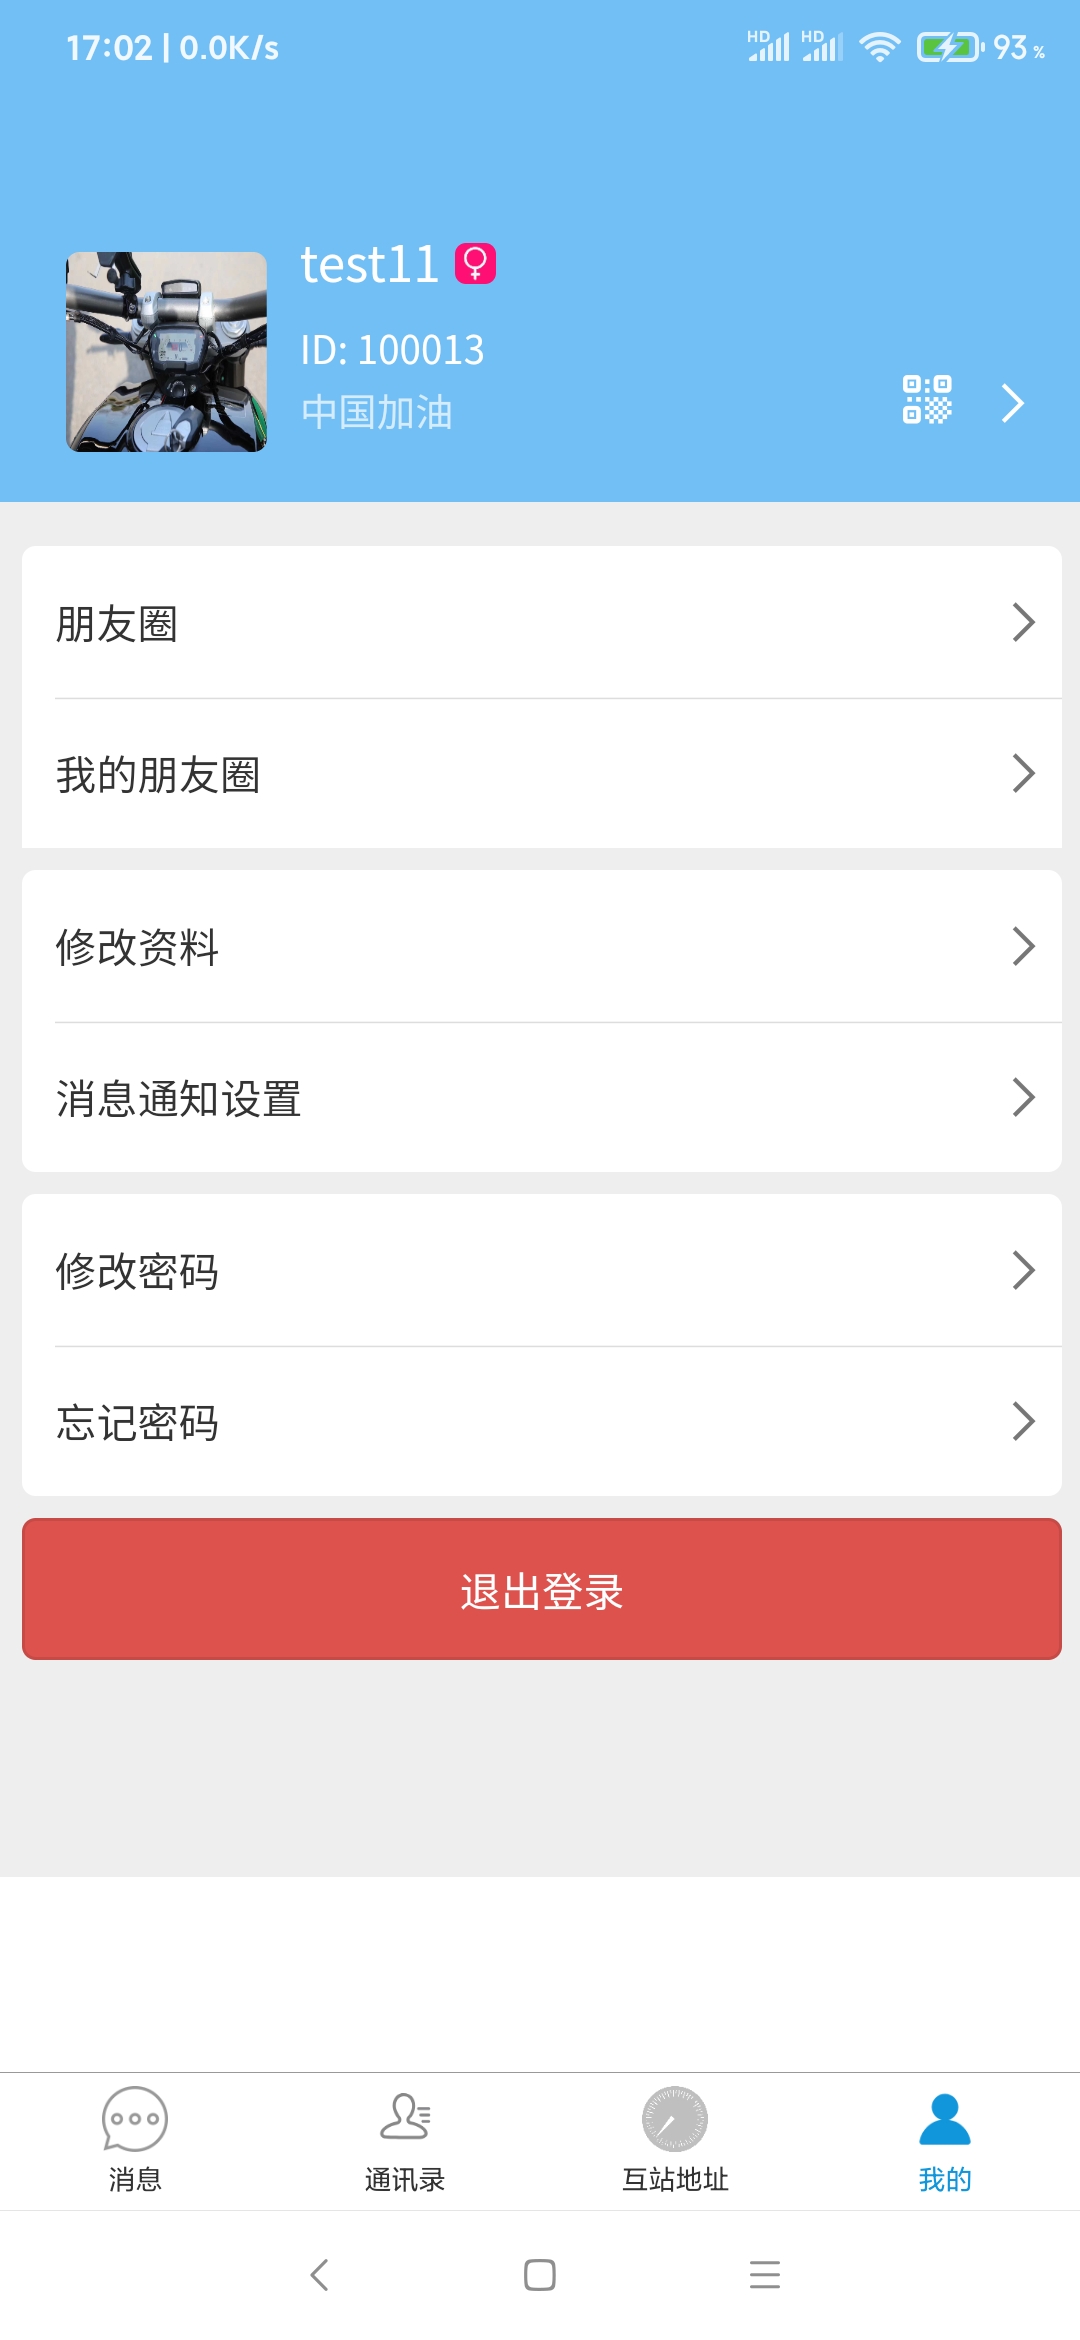 17:02 | 0.0K/s HD HD 93 %
test11
ID: 100013
中国加油
朋友圈
我的朋友圈
修改资料
消息通知设置
修改密码
忘记密码
退出登录
消息 通讯录 互站地址 我的